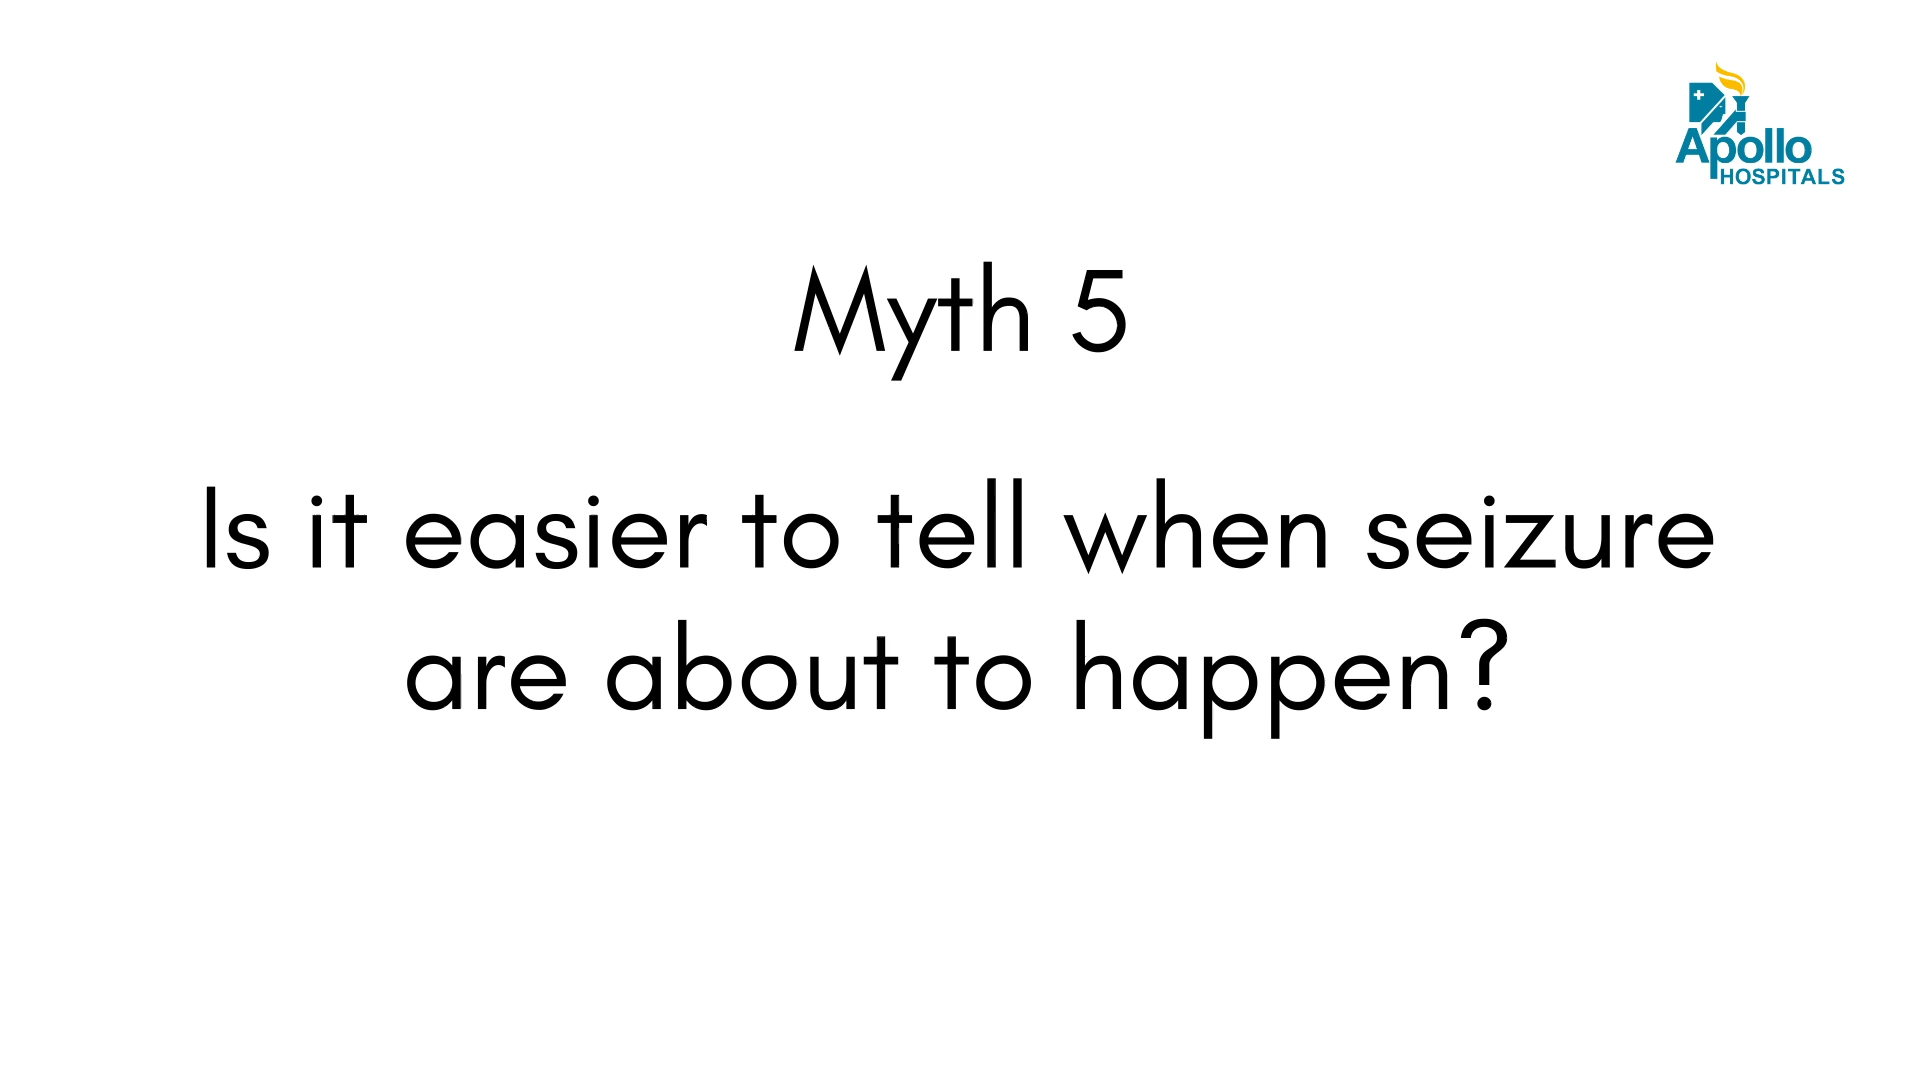 Apollo
HOSPITALS
Myth 5
Is it easier to tell when seizure
are about to happen?